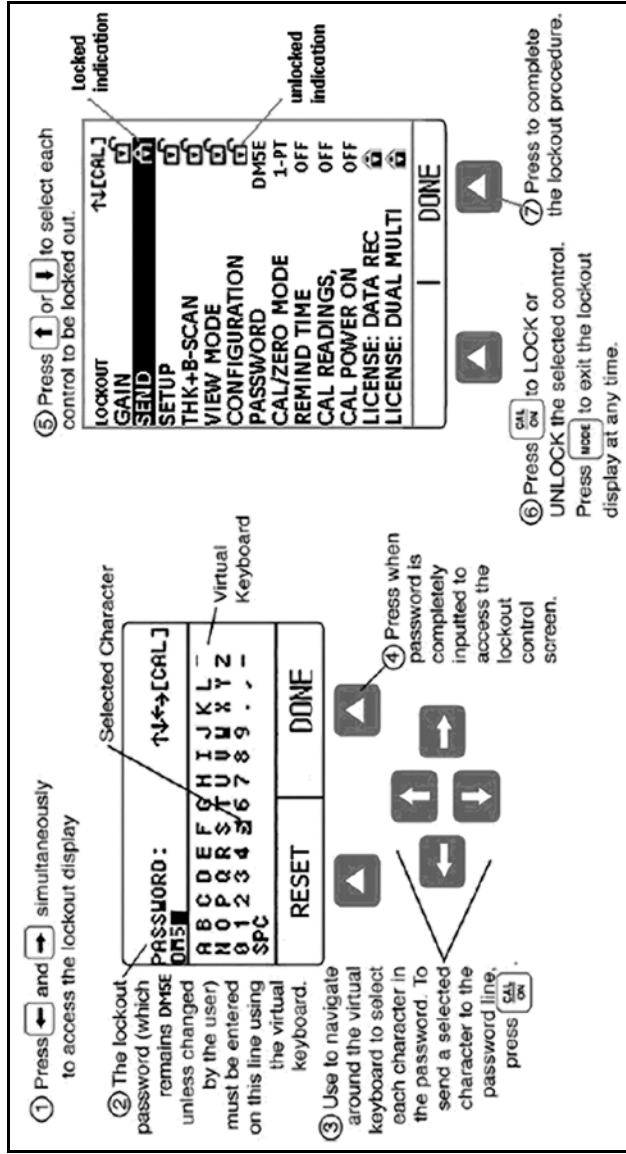 ① Press ← and → simultaneously
to access the lockout display
② The lockout
password (which
remains DM5E
unless changed
by the user)
must be entered
on this line using
the virtual
keyboard.
PASSWORD: ↑↓←→[CAL]
DM5
A B C D E F G H I J K L
N O P Q R S T U V W X Y Z
0 1 2 3 4 5 6 7 8 9 . , -
SPC
RESET
DONE
Selected Character
Virtual
Keyboard
③ Use to navigate
around the virtual
keyboard to select
each character in
the password. To
send a selected
character to the
password line,
press CAL ON .
④ Press when
password is
completely
inputted to
access the
lockout
control
screen.
⑤ Press ↑ or ↓ to select each
control to be locked out.
LOCKOUT ↑↓[CAL]
GAIN
SEND
SETUP
THK+B-SCAN
VIEW MODE
CONFIGURATION
PASSWORD DM5E
CAL/ZERO MODE 1-PT
REMIND TIME OFF
CAL READINGS, OFF
CAL POWER ON OFF
LICENSE: DATA REC
LICENSE: DUAL MULTI
DONE
Locked
indication
unlocked
indication
⑥ Press CAL ON to LOCK or
UNLOCK the selected control.
Press MODE to exit the lockout
display at any time.
⑦ Press to complete
the lockout procedure.